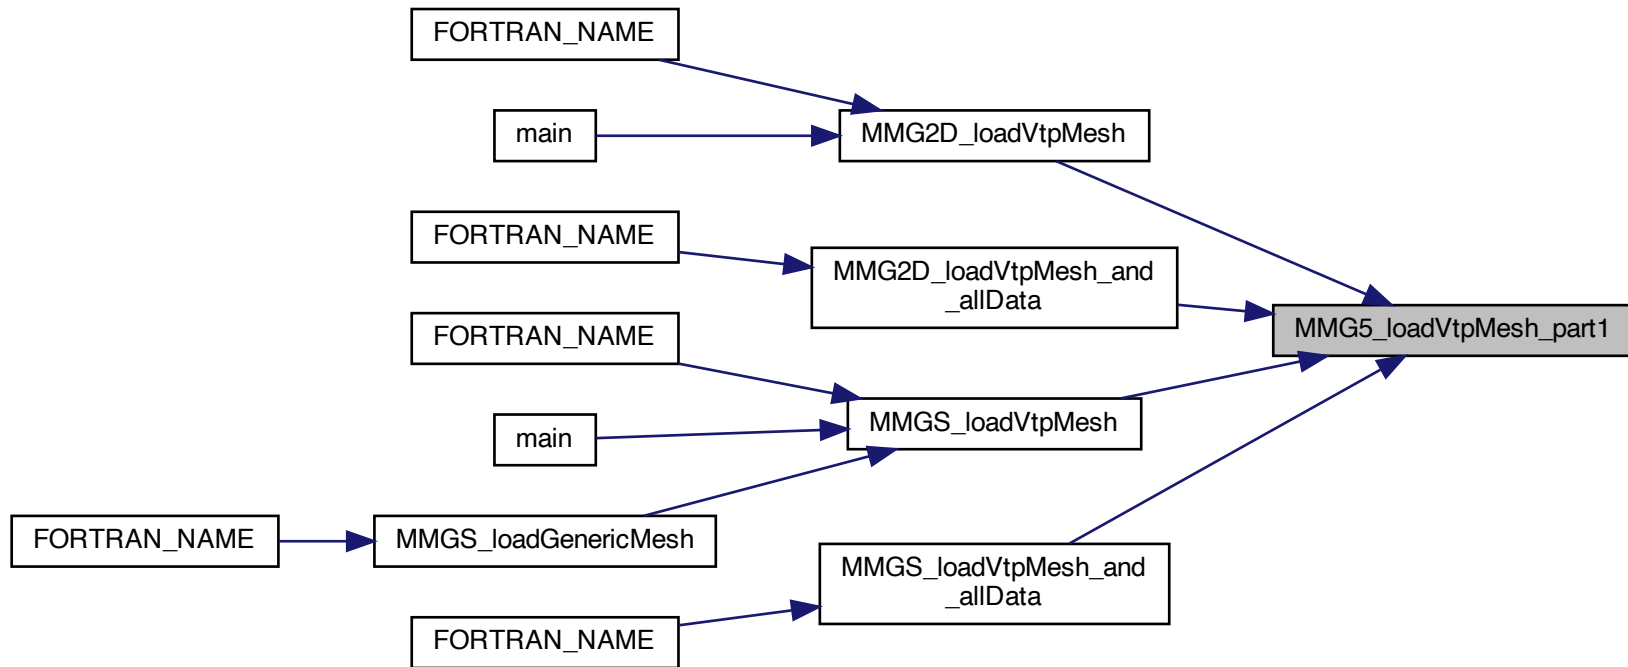 FORTRAN_NAME
main
MMG2D_loadVtpMesh
FORTRAN_NAME
MMG2D_loadVtpMesh_and
_allData
FORTRAN_NAME
MMG5_loadVtpMesh_part1
main
MMGS_loadVtpMesh
FORTRAN_NAME
MMGS_loadGenericMesh
MMGS_loadVtpMesh_and
_allData
FORTRAN_NAME